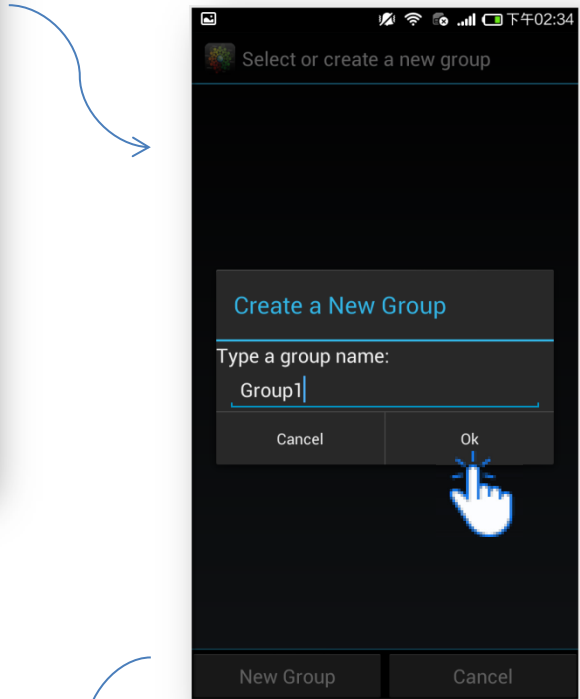 下午02:34
Select or create a new group
Create a New Group
Type a group name:
Group1
Cancel
Ok
New Group
Cancel